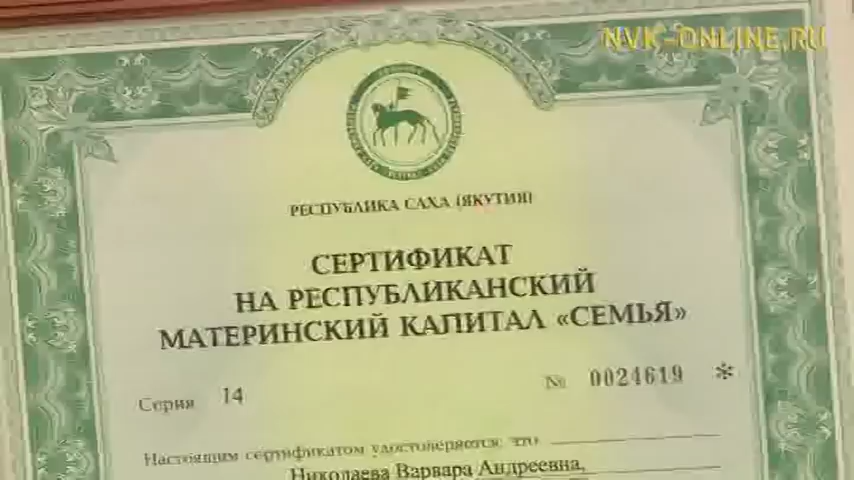 NVK-ONLINE.RU
РЕСПУБЛИКА САХА (ЯКУТИЯ)
СЕРТИФИКАТ
НА РЕСПУБЛИКАНСКИЙ
МАТЕРИНСКИЙ КАПИТАЛ «СЕМЬЯ»
Серия 14 № 0024619 *
Настоящим сертификатом удостоверяется, что
Николаева Варвара Андреевна,